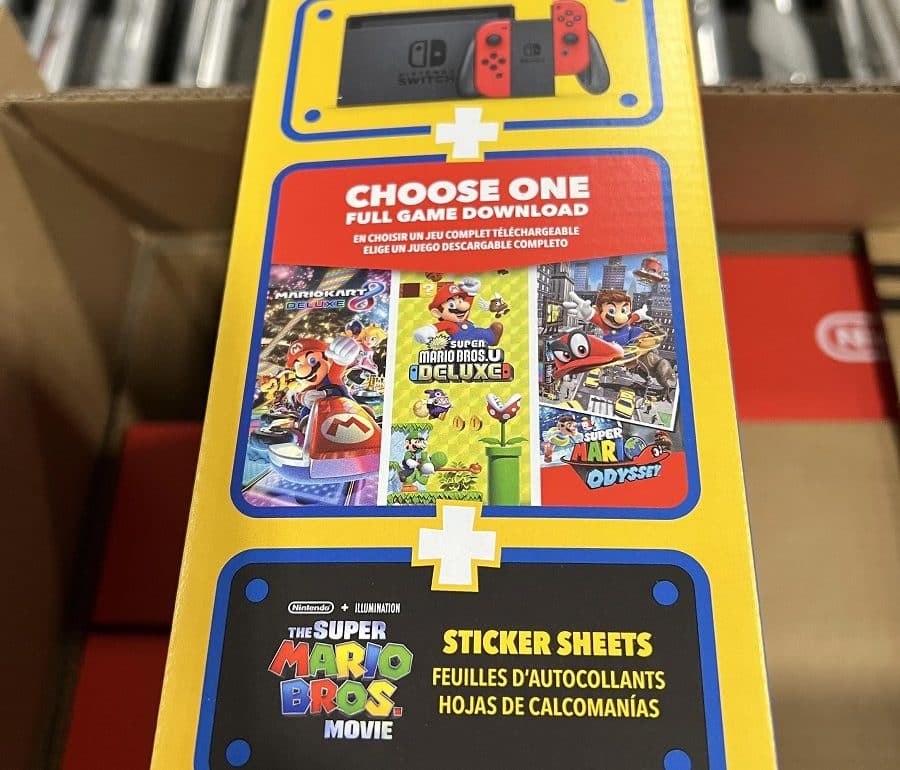 NINTENDO
SWITCH
CHOOSE ONE
FULL GAME DOWNLOAD
EN CHOISIR UN JEU COMPLET TÉLÉCHARGEABLE
ELIGE UN JUEGO DESCARGABLE COMPLETO
MARIOKART 8
DELUXE
NEW
SUPER
MARIO BROS. U
DELUXE
SUPER
MARIO
ODYSSEY
Nintendo + ILLUMINATION
THE SUPER
MARIO
BROS.
MOVIE
STICKER SHEETS
FEUILLES D'AUTOCOLLANTS
HOJAS DE CALCOMANÍAS